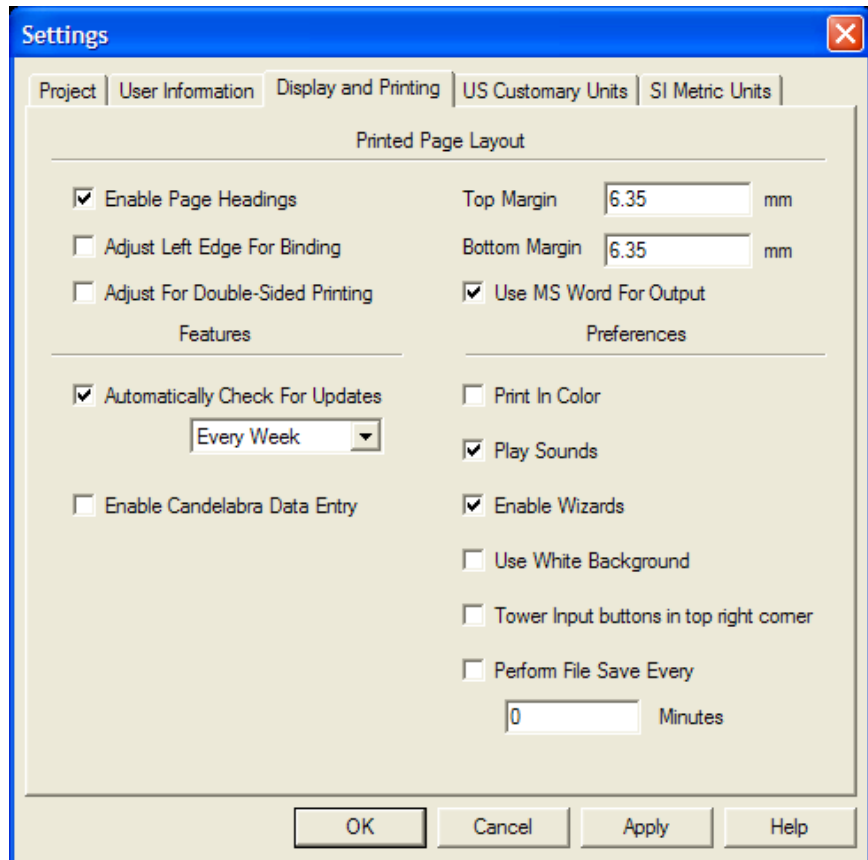 Settings
Project User Information Display and Printing US Customary Units SI Metric Units
Printed Page Layout
Enable Page Headings Top Margin 6.35 mm
Adjust Left Edge For Binding Bottom Margin 6.35 mm
Adjust For Double-Sided Printing Use MS Word For Output
Features Preferences
Automatically Check For Updates Print In Color
Every Week
Play Sounds
Enable Candelabra Data Entry Enable Wizards
Use White Background
Tower Input buttons in top right corner
Perform File Save Every
0 Minutes
OK Cancel Apply Help